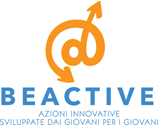 BEACTIVE
AZIONI INNOVATIVE
SVILUPPATE DAI GIOVANI PER I GIOVANI